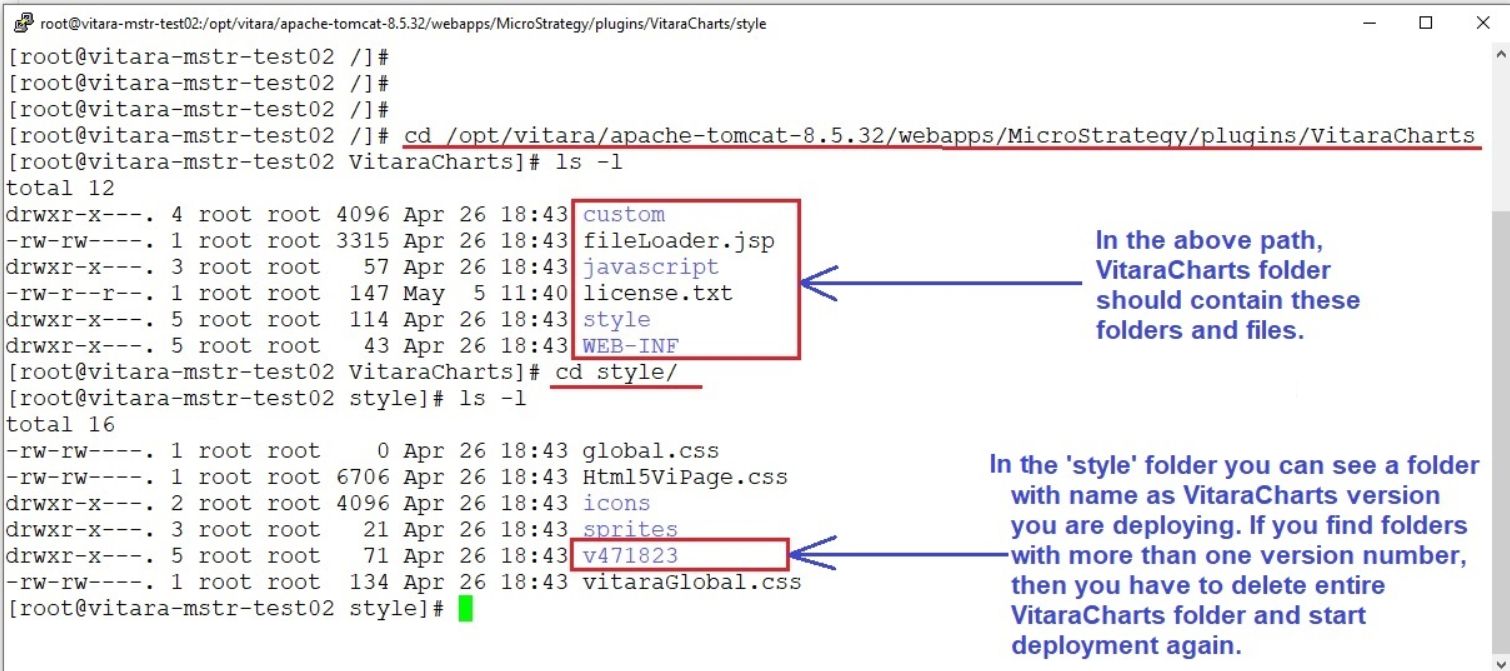 root@vitara-mstr-test02:/opt/vitara/apache-tomcat-8.5.32/webapps/MicroStrategy/plugins/VitaraCharts/style
[root@vitara-mstr-test02 /]#
[root@vitara-mstr-test02 /]#
[root@vitara-mstr-test02 /]#
[root@vitara-mstr-test02 /]# cd /opt/vitara/apache-tomcat-8.5.32/webapps/MicroStrategy/plugins/VitaraCharts
[root@vitara-mstr-test02 VitaraCharts]# ls -l
total 12
drwxr-x---. 4 root root 4096 Apr 26 18:43 custom
-rw-rw----. 1 root root 3315 Apr 26 18:43 fileLoader.jsp
drwxr-x---. 3 root root   57 Apr 26 18:43 javascript
-rw-r--r--. 1 root root  147 May  5 11:40 license.txt
drwxr-x---. 5 root root  114 Apr 26 18:43 style
drwxr-x---. 5 root root   43 Apr 26 18:43 WEB-INF
In the above path,
VitaraCharts folder
should contain these
folders and files.
[root@vitara-mstr-test02 VitaraCharts]# cd style/
[root@vitara-mstr-test02 style]# ls -l
total 16
-rw-rw----. 1 root root    0 Apr 26 18:43 global.css
-rw-rw----. 1 root root 6706 Apr 26 18:43 Html5ViPage.css
drwxr-x---. 2 root root 4096 Apr 26 18:43 icons
drwxr-x---. 3 root root   21 Apr 26 18:43 sprites
drwxr-x---. 5 root root   71 Apr 26 18:43 v471823
-rw-rw----. 1 root root  134 Apr 26 18:43 vitaraGlobal.css
[root@vitara-mstr-test02 style]#
In the 'style' folder you can see a folder
with name as VitaraCharts version
you are deploying. If you find folders
with more than one version number,
then you have to delete entire
VitaraCharts folder and start
deployment again.